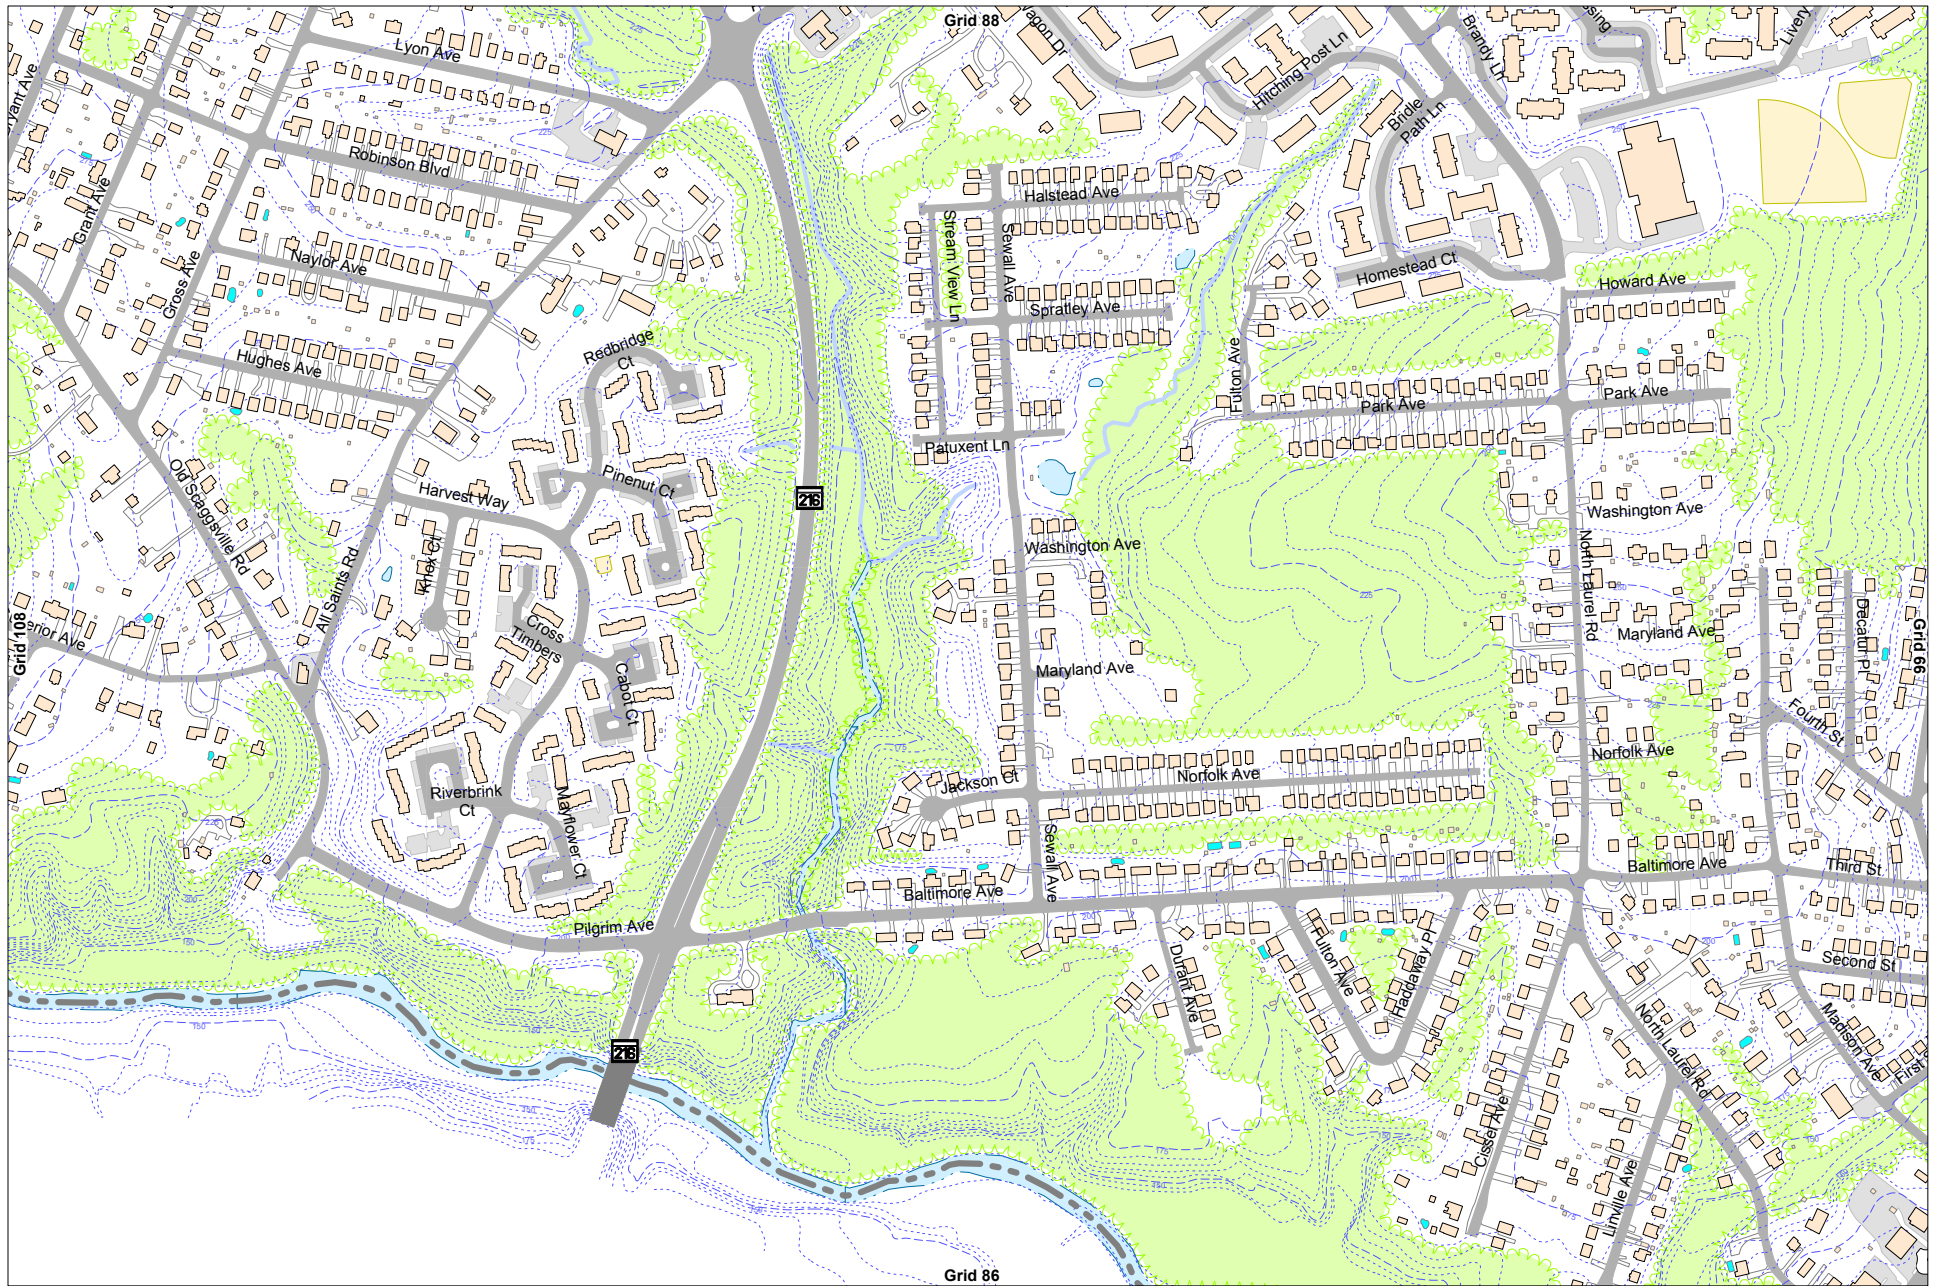 Grid 88
Lyon Ave
Robinson Blvd
Grant Ave
Gross Ave
Naylor Ave
Hughes Ave
Redbridge
Ct
Pinenut Ct
Harvest Way
Knox Ct
All Saints Rd
Old Scaggsville Rd
Cross
Timbers
Cabot Ct
Riverbrink
Ct
Mayflower Ct
Pilgrim Ave
216
216
Grid 108
Hitching Post Ln
Brandy Ln
Bridle
Path Ln
Livery
Halstead Ave
Stream View Ln
Sewall Ave
Spratley Ave
Patuxent Ln
Fulton Ave
Homestead Ct
Howard Ave
Park Ave
Park Ave
Washington Ave
Washington Ave
North Laurel Rd
Maryland Ave
Maryland Ave
Decatur Pl
Grid 66
Fourth St
Norfolk Ave
Norfolk Ave
Jackson Ct
Sewall Ave
Baltimore Ave
Baltimore Ave
Third St
Second St
Fulton Ave
Haddaway Pl
Durant Ave
North Laurel Rd
Madison Ave
First
Cissel Ave
Linville Ave
Grid 86